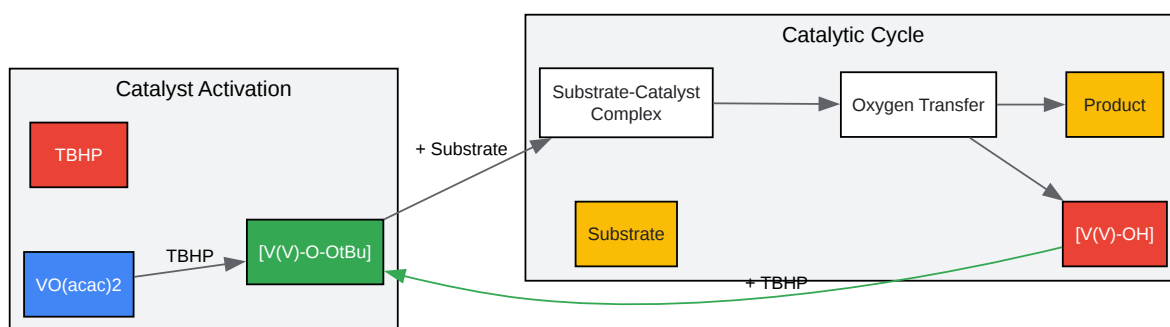 Catalyst Activation
TBHP
VO(acac)2
TBHP
[V(V)-O-OtBu]
+ Substrate
Catalytic Cycle
Substrate-Catalyst
Complex
Oxygen Transfer
Product
Substrate
[V(V)-OH]
+ TBHP